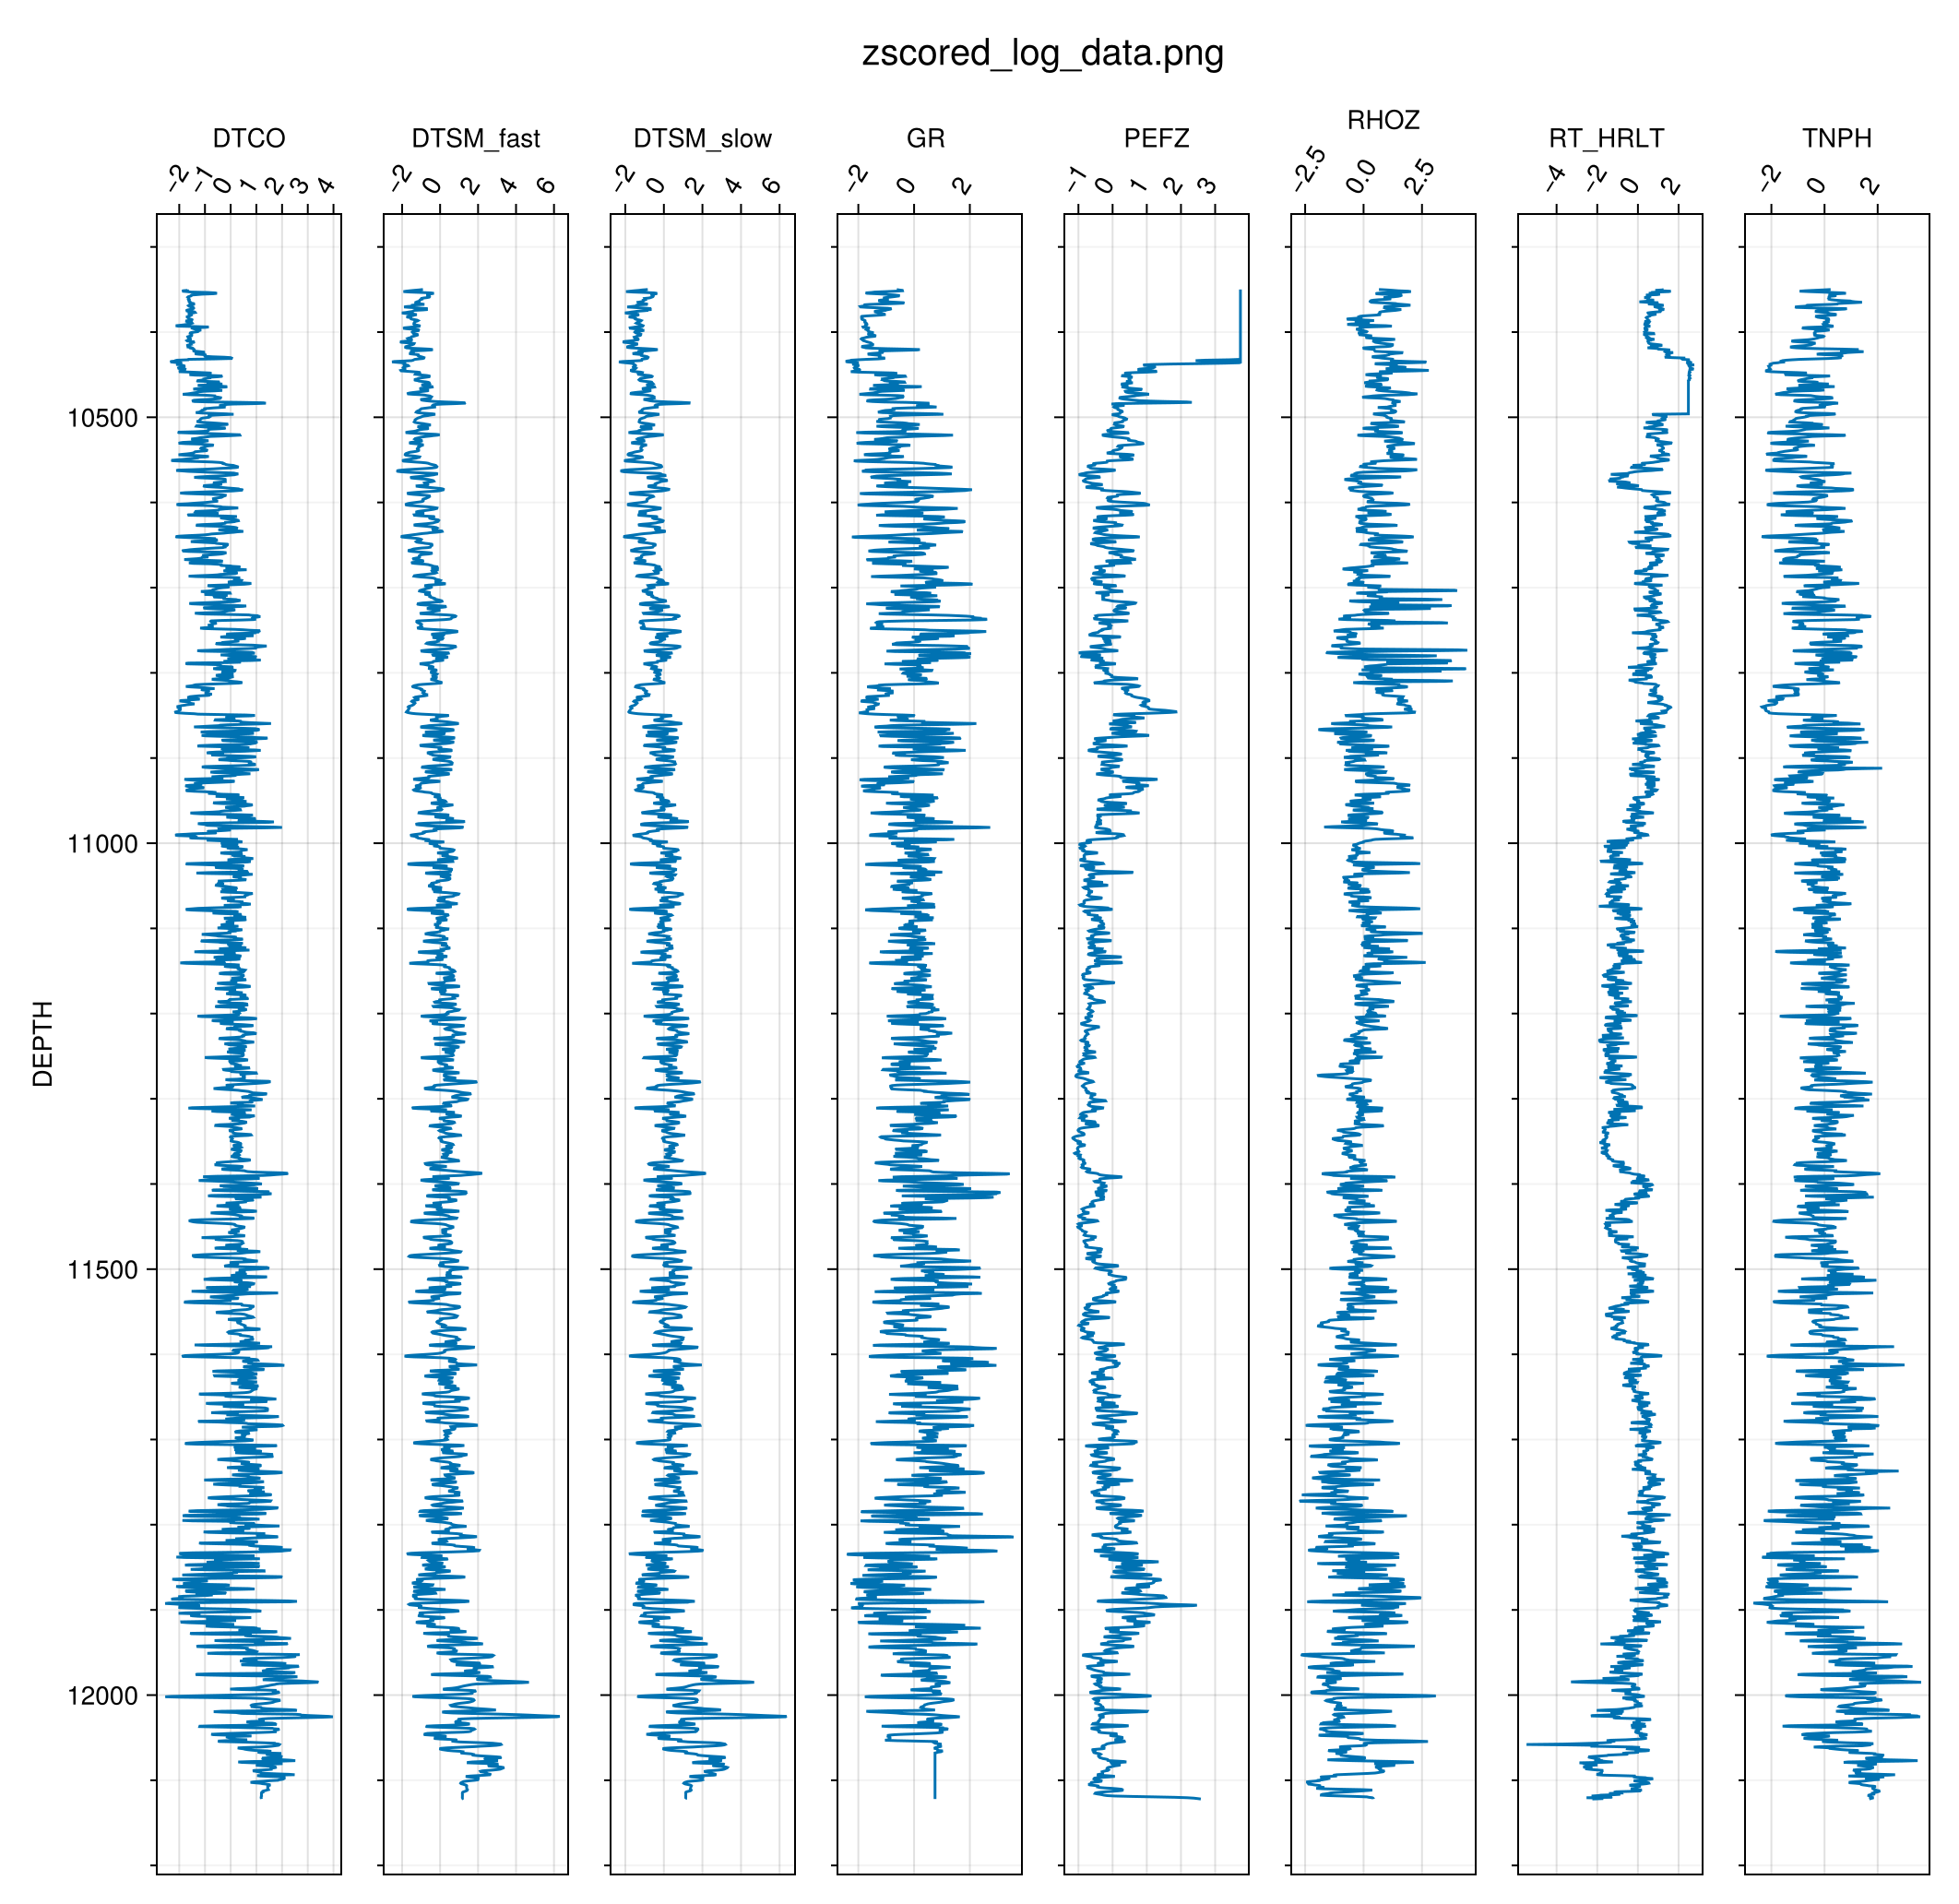 zscored_log_data.png
DTCO DTSM_fast DTSM_slow GR PEFZ RHOZ RT_HRLT TNPH
−2 −1 0 1 2 3 4 −2 0 2 4 6 −2 0 2 4 6 −2 0 2 −1 0 1 2 3 −2.5 0.0 2.5 −4 −2 0 2 −2 0 2
10500
11000
DEPTH
11500
12000